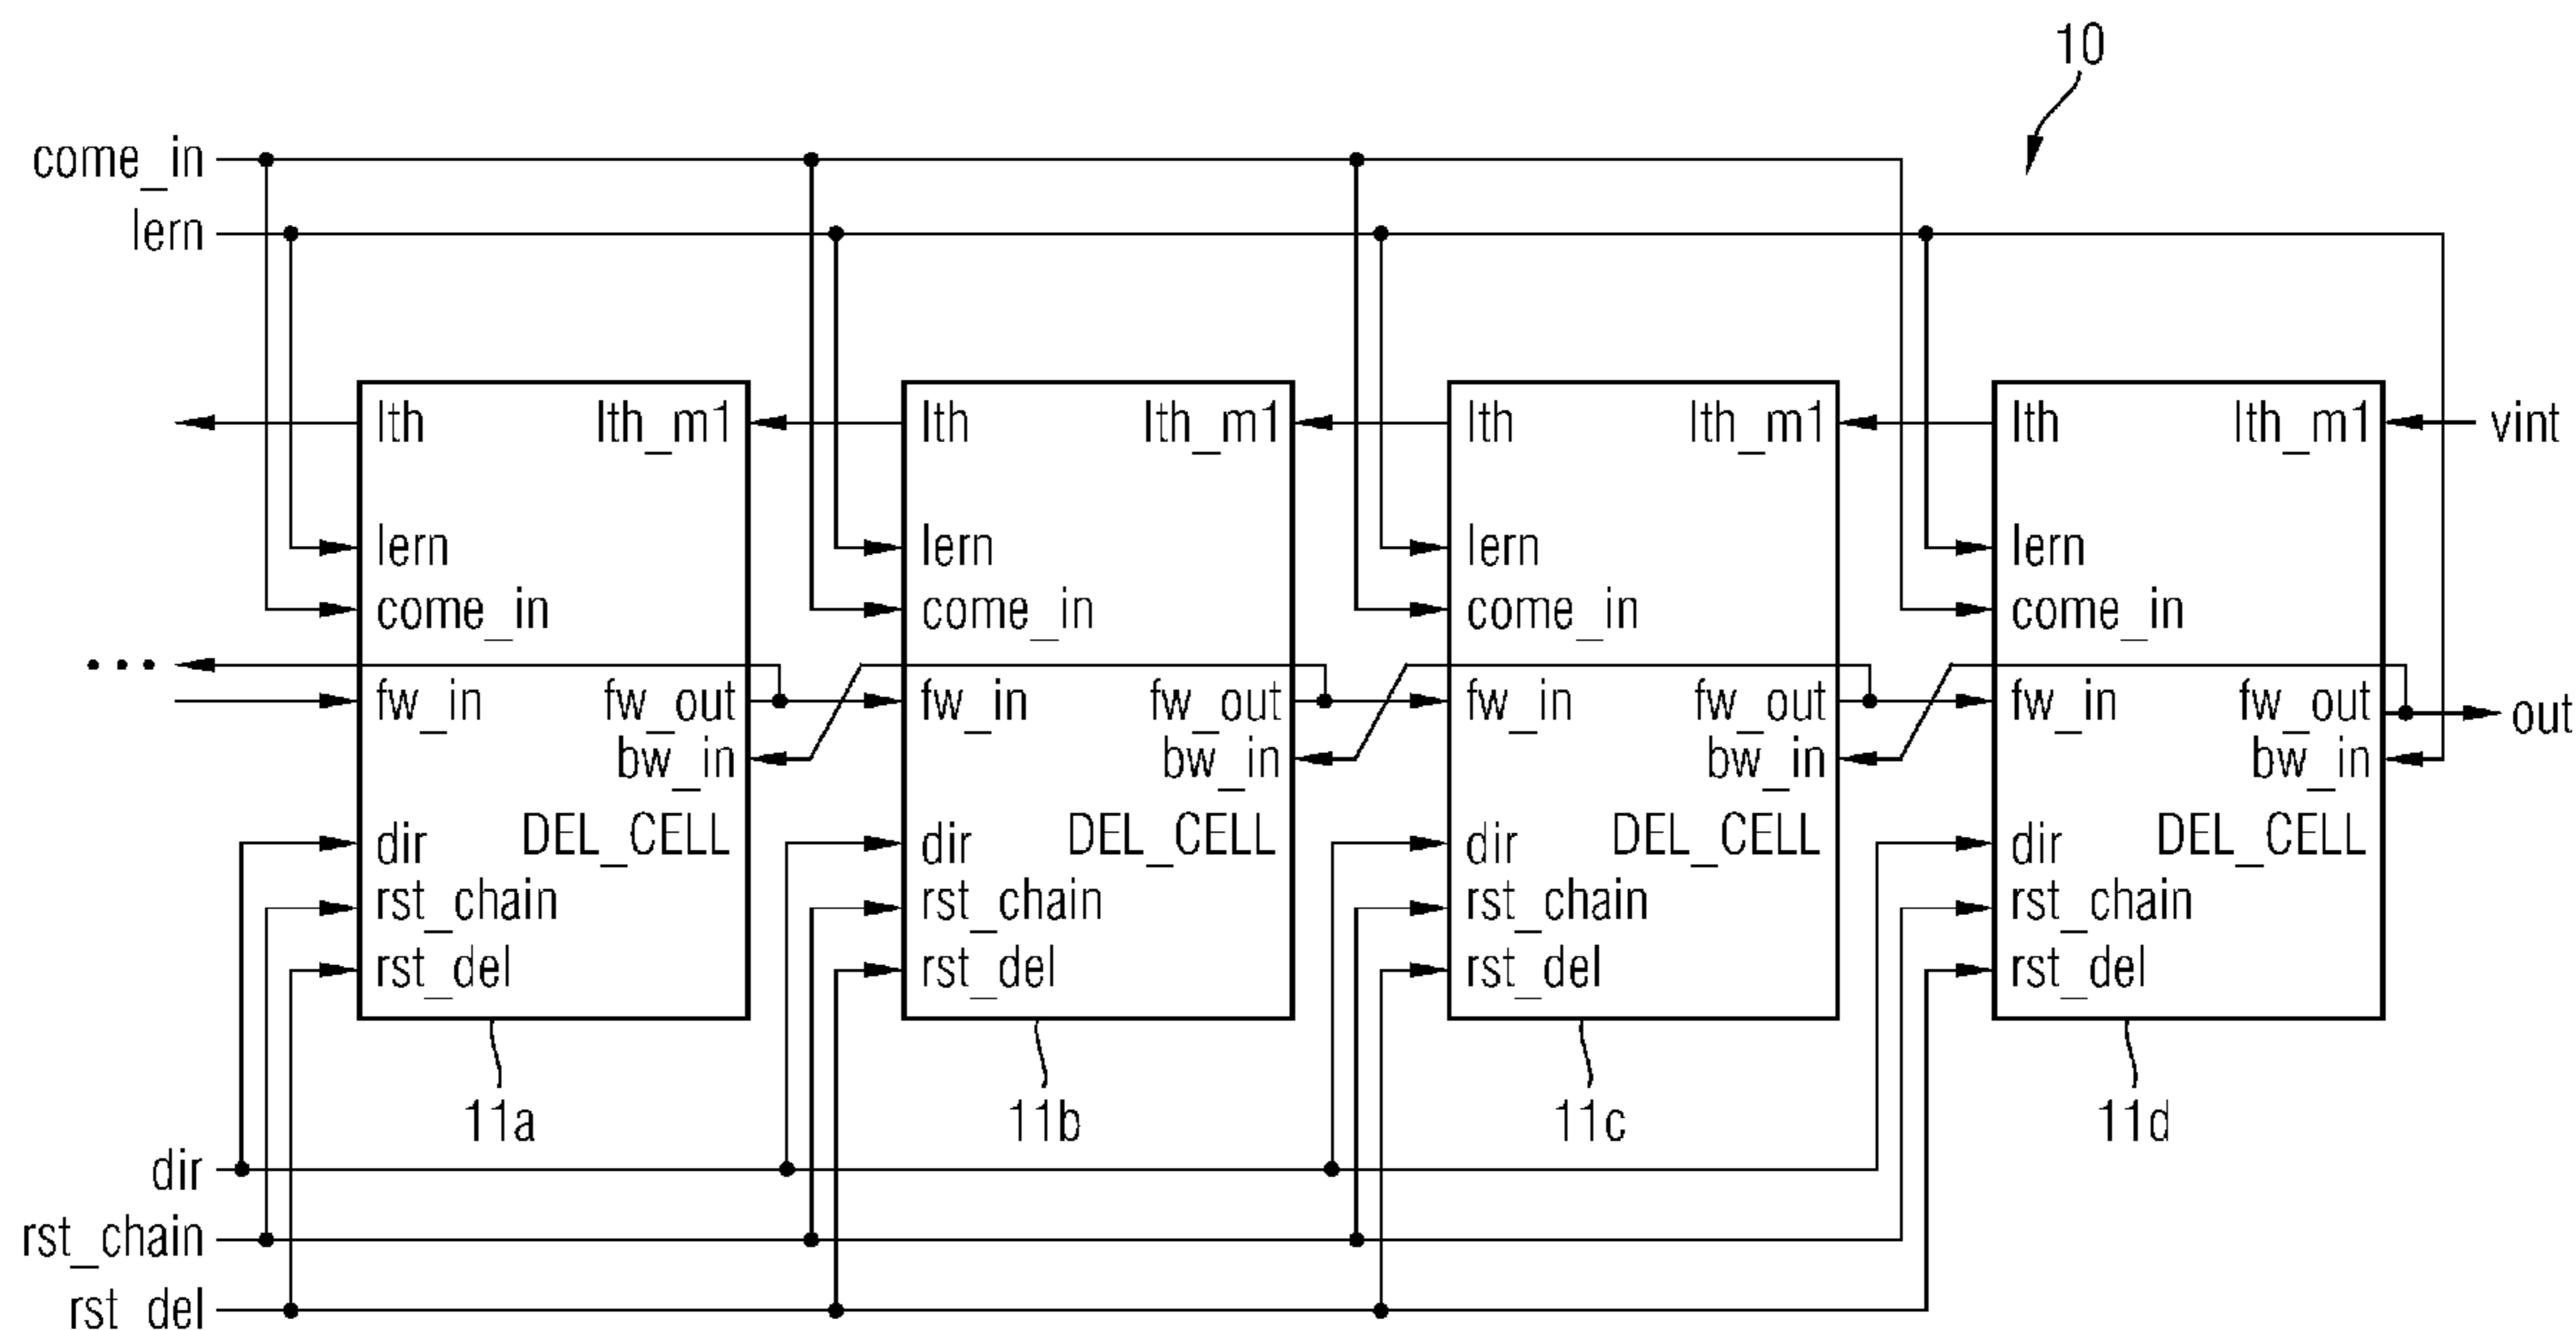 10
come_in
lern
lth lth_m1 lth lth_m1 lth lth_m1 lth lth_m1 vint
lern lern lern lern
come_in come_in come_in come_in
...
fw_in fw_out fw_in fw_out fw_in fw_out fw_in fw_out out
bw_in bw_in bw_in bw_in
dir DEL_CELL dir DEL_CELL dir DEL_CELL dir DEL_CELL
rst_chain rst_chain rst_chain rst_chain
rst_del rst_del rst_del rst_del
11a 11b 11c 11d
dir
rst_chain
rst_del